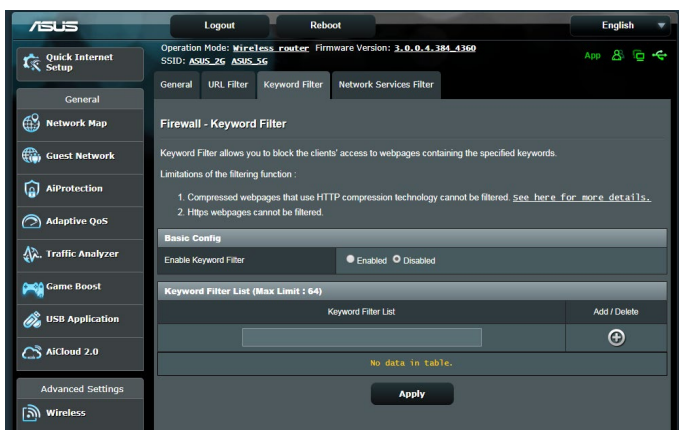 ASUS
Logout
Reboot
English
Quick Internet Setup
Operation Mode: Wireless router Firmware Version: 3.0.0.4.384_4360
SSID: ASUS_2G ASUS_5G
App
General
URL Filter
Keyword Filter
Network Services Filter
General
Network Map
Guest Network
AiProtection
Adaptive QoS
Traffic Analyzer
Game Boost
USB Application
AiCloud 2.0
Advanced Settings
Wireless
Firewall - Keyword Filter
Keyword Filter allows you to block the clients' access to webpages containing the specified keywords.
Limitations of the filtering function :
1. Compressed webpages that use HTTP compression technology cannot be filtered. See here for more details.
2. Https webpages cannot be filtered.
Basic Config
Enable Keyword Filter
Enabled
Disabled
Keyword Filter List (Max Limit : 64)
Keyword Filter List
Add / Delete
No data in table.
Apply